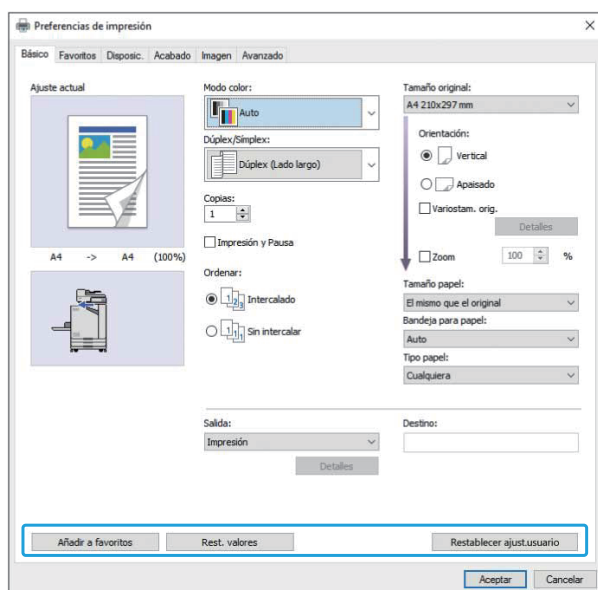 Preferencias de impresión
Básico Favoritos Disposic. Acabado Imagen Avanzado
Ajuste actual
A4 -> A4 (100%)
Modo color:
Auto
Dúplex/Símplex:
Dúplex (Lado largo)
Copias:
1
Impresión y Pausa
Ordenar:
Intercalado
Sin intercalar
Tamaño original:
A4 210x297 mm
Orientación:
Vertical
Apaisado
Variostam. orig.
Detalles
Zoom 100 %
Tamaño papel:
El mismo que el original
Bandeja para papel:
Auto
Tipo papel:
Cualquiera
Salida:
Impresión
Detalles
Destino:
Añadir a favoritos Rest. valores Restablecer ajust.usuario
Aceptar Cancelar